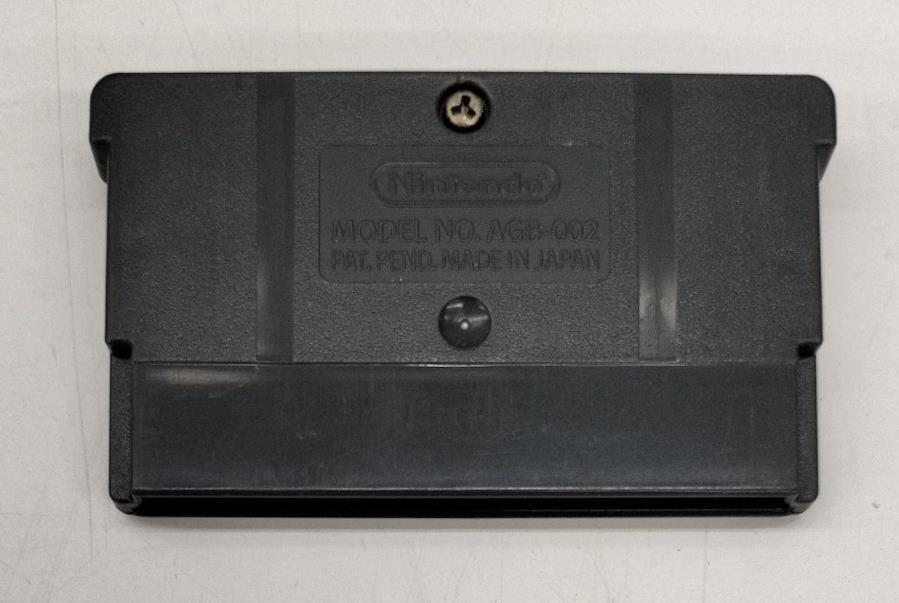 Nintendo
MODEL NO. AGB-002
PAT. PEND. MADE IN JAPAN